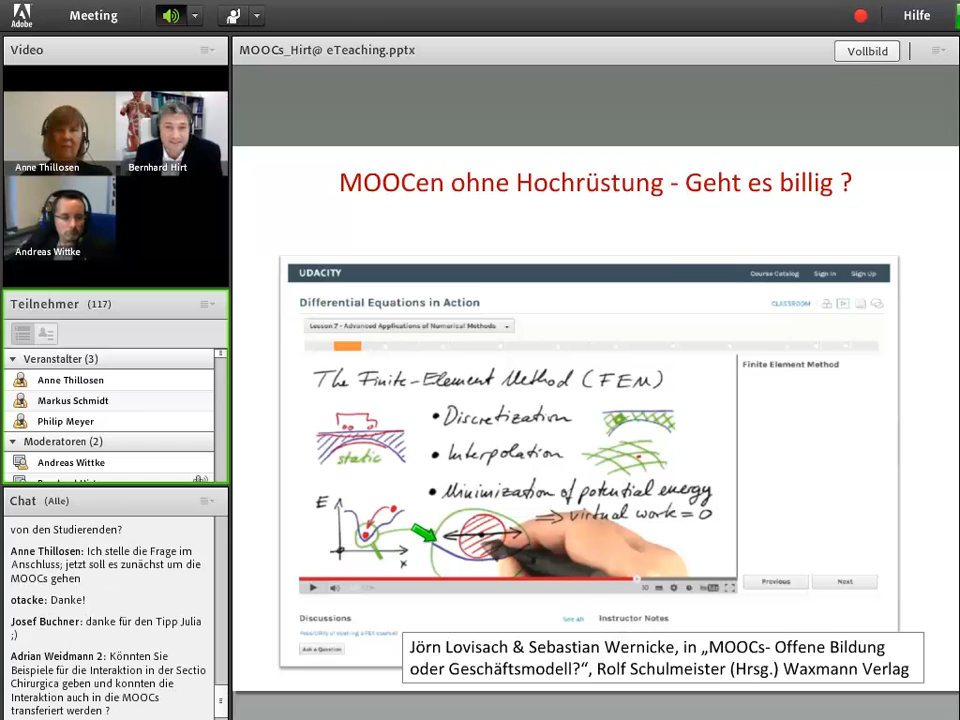 Adobe
Meeting
Hilfe
Video
MOOCs_Hirt@ eTeaching.pptx
Vollbild
Anne Thillosen
Bernhard Hirt
Andreas Wittke
Teilnehmer (117)
Veranstalter (3)
Anne Thillosen
Markus Schmidt
Philip Meyer
Moderatoren (2)
Andreas Wittke
Chat (Alle)
von den Studierenden?
Anne Thillosen: Ich stelle die Frage im
Anschluss; jetzt soll es zunächst um die
MOOCs gehen
otacke: Danke!
Josef Buchner: danke für den Tipp Julia
;)
Adrian Weidmann 2: Könnten Sie
Beispiele für die Interaktion in der Sectio
Chirurgica geben und konnten die
Interaktion auch in die MOOCs
transferiert werden ?
MOOCen ohne Hochrüstung - Geht es billig ?
UDACITY
Course Catalog
Sign In
Sign Up
Differential Equations in Action
CLASSROOM
Lesson 7 - Advanced Applications of Numerical Methods
Finite Element Method
The Finite-Element Method (FEM)
• Discretization
static
• Interpolation
• Minimization of potential energy
⇒ virtual work = 0
E
x
Previous
Next
Discussions
See All
Instructor Notes
Ask a Question
Jörn Lovisach & Sebastian Wernicke, in „MOOCs- Offene Bildung
oder Geschäftsmodell?“, Rolf Schulmeister (Hrsg.) Waxmann Verlag